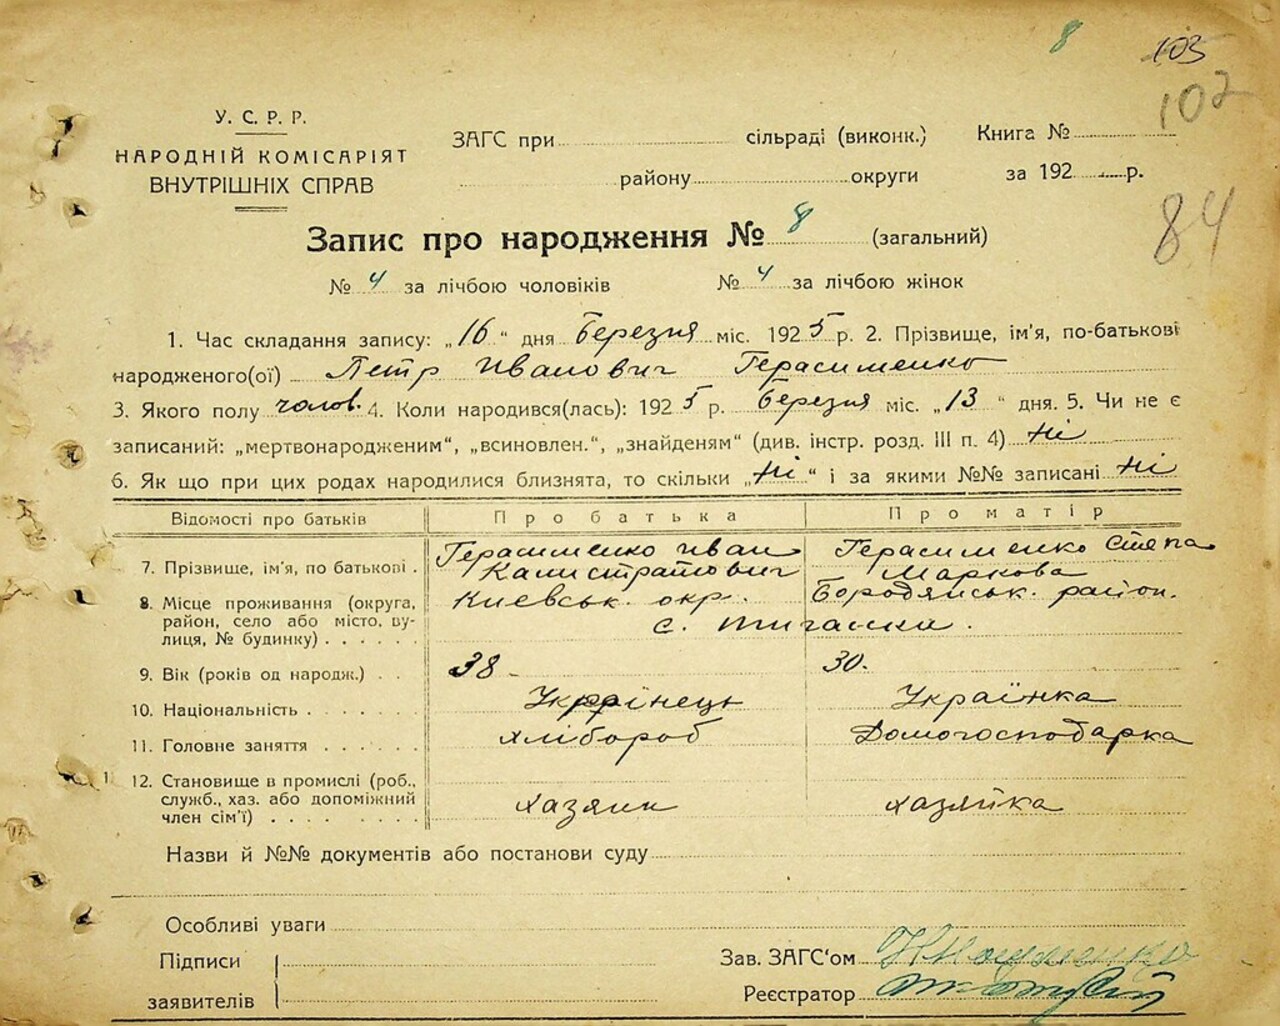 8 103
102
У. С. Р. Р.
НАРОДНІЙ КОМІСАРІЯТ
ВНУТРІШНІХ СПРАВ
ЗАГС при сільраді (виконк.) Книга №
району округи за 192 р.
84
Запис про народження № 8 (загальний)
№ 4 за лічбою чоловіків № 4 за лічбою жінок
1. Час складання запису: „16“ дня Березня міс. 1925 р. 2. Прізвище, ім'я, по-батькові
народженого(ої) Петр Иванович Герасименко
3. Якого полу чолов. 4. Коли народився(лась): 1925 р. Березня міс. „13“ дня. 5. Чи не є
записаний: „мертвонародженим“, „всиновлен.“, „знайденям“ (див. інстр. розд. III п. 4) Ні
6. Як що при цих родах народилися близнята, то скільки „Ні“ і за якими №№ записані Ні
Відомості про батьків Про батька Про матір
7. Прізвище, ім'я, по батькові Герасименко Иван Калистратович Герасименко Степа Маркова
8. Місце проживання (округа, Киевськ. окр. Бородянськ. район.
район, село або місто, ву-
лиця, № будинку) с.
9. Вік (років од народж.) 38 30.
10. Національність Українець Українка
11. Головне заняття Хлібороб Домогосподарка
12. Становище в промислі (роб.,
служб., хаз. або допоміжний Хазяин Хазяйка
член сім'ї)
Назви й №№ документів або постанови суду
Особливі уваги
Підписи
заявителів
Зав. ЗАГС‘ом
Реєстратор